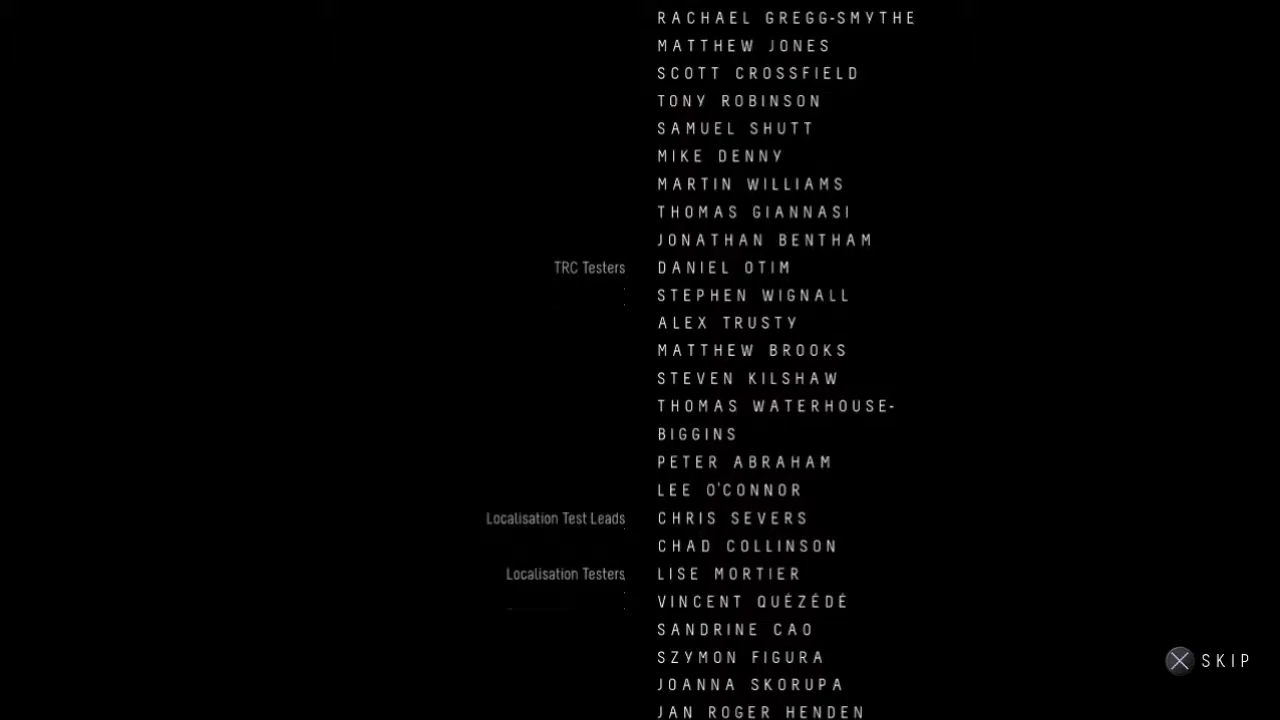 RACHAEL GREGG-SMYTHE
MATTHEW JONES
SCOTT CROSSFIELD
TONY ROBINSON
SAMUEL SHUTT
MIKE DENNY
MARTIN WILLIAMS
THOMAS GIANNASI
JONATHAN BENTHAM
TRC Testers DANIEL OTIM
STEPHEN WIGNALL
ALEX TRUSTY
MATTHEW BROOKS
STEVEN KILSHAW
THOMAS WATERHOUSE-
BIGGINS
PETER ABRAHAM
LEE O'CONNOR
Localisation Test Leads CHRIS SEVERS
CHAD COLLINSON
Localisation Testers LISE MORTIER
VINCENT QUÉZÉDÉ
SANDRINE CAO
SZYMON FIGURA
SKIP
JOANNA SKORUPA
JAN ROGER HENDEN